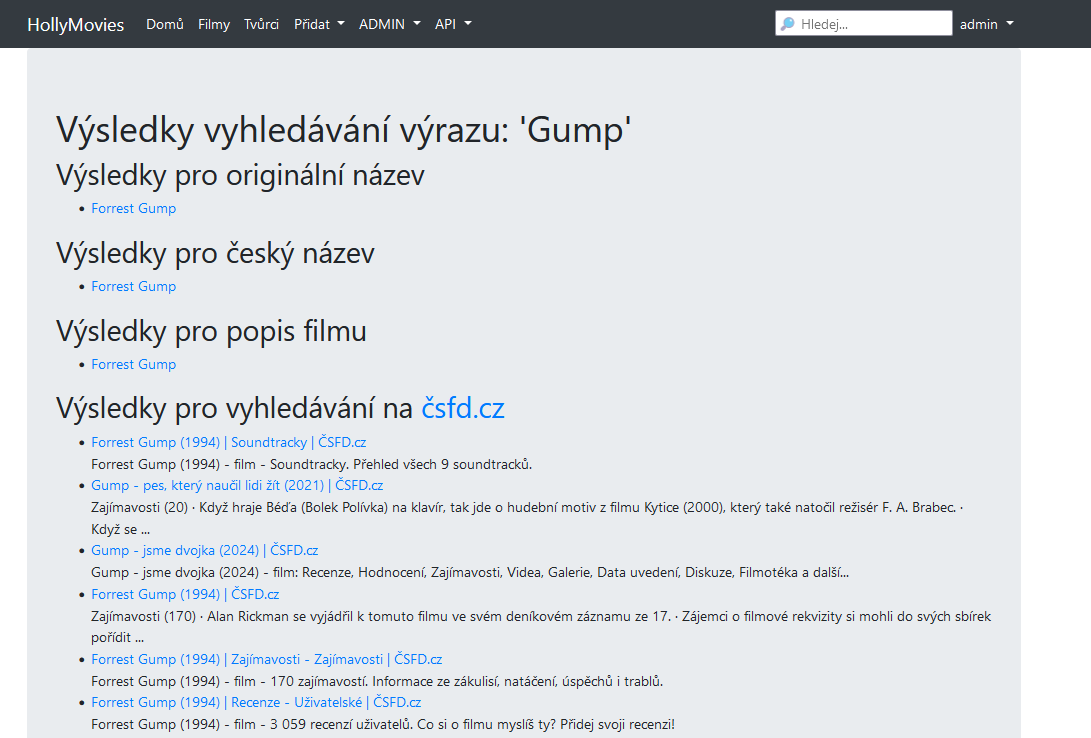 HollyMovies Domů Filmy Tvůrci Přidat ADMIN API Hledej... admin
Výsledky vyhledávání výrazu: 'Gump'
Výsledky pro originální název
Forrest Gump
Výsledky pro český název
Forrest Gump
Výsledky pro popis filmu
Forrest Gump
Výsledky pro vyhledávání na čsfd.cz
Forrest Gump (1994) | Soundtracky | ČSFD.cz
Forrest Gump (1994) - film - Soundtracky. Přehled všech 9 soundtracků.
Gump - pes, který naučil lidi žít (2021) | ČSFD.cz
Zajímavosti (20) · Když hraje Béďa (Bolek Polívka) na klavír, tak jde o hudební motiv z filmu Kytice (2000), který také natočil režisér F. A. Brabec. ·
Když se ...
Gump - jsme dvojka (2024) | ČSFD.cz
Gump - jsme dvojka (2024) - film: Recenze, Hodnocení, Zajímavosti, Videa, Galerie, Data uvedení, Diskuze, Filmotéka a další...
Forrest Gump (1994) | ČSFD.cz
Zajímavosti (170) · Alan Rickman se vyjádřil k tomuto filmu ve svém deníkovém záznamu ze 17. · Zájemci o filmové rekvizity si mohli do svých sbírek
pořídit ...
Forrest Gump (1994) | Zajímavosti - Zajímavosti | ČSFD.cz
Forrest Gump (1994) - film - 170 zajímavostí. Informace ze zákulisí, natáčení, úspěchů i trablů.
Forrest Gump (1994) | Recenze - Uživatelské | ČSFD.cz
Forrest Gump (1994) - film - 3 059 recenzí uživatelů. Co si o filmu myslíš ty? Přidej svoji recenzi!